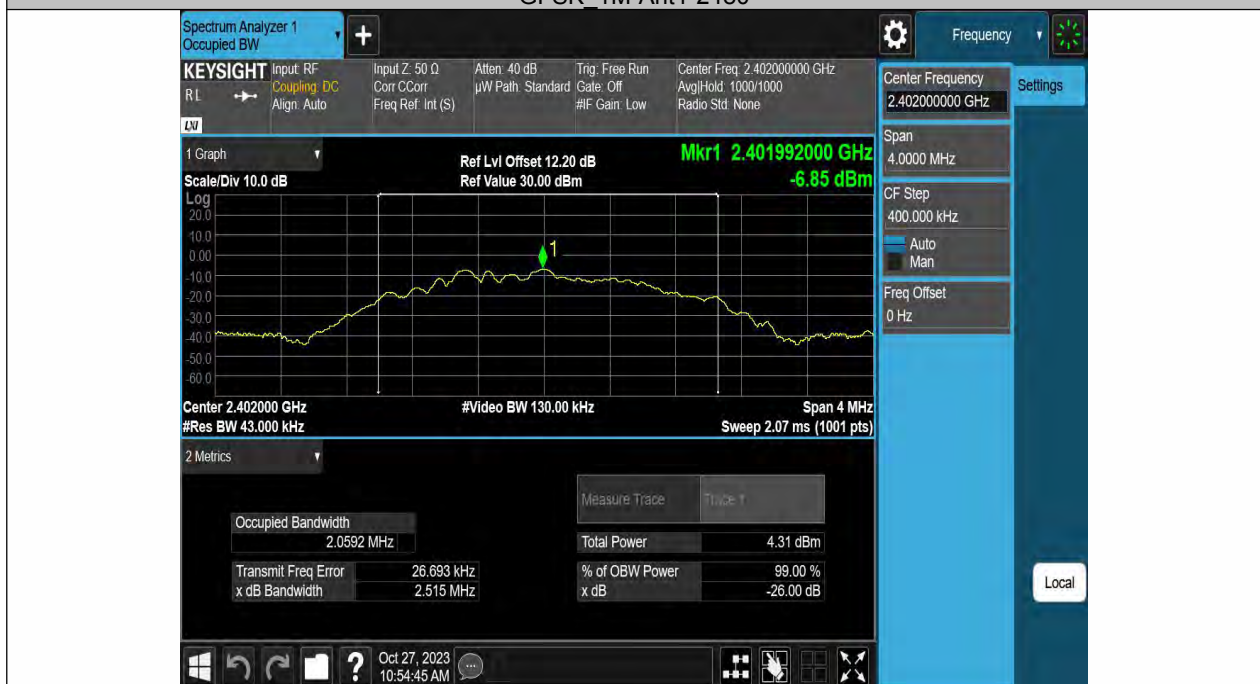 Spectrum Analyzer 1
Occupied BW
+
Frequency
KEYSIGHT
RL
LXI
Input: RF
Coupling: DC
Align: Auto
Input Z: 50 Ω
Corr CCorr
Freq Ref: Int (S)
Atten: 40 dB
µW Path: Standard
Trig: Free Run
Gate: Off
#IF Gain: Low
Center Freq: 2.402000000 GHz
Avg|Hold: 1000/1000
Radio Std: None
Center Frequency
2.402000000 GHz
Settings
Span
4.0000 MHz
CF Step
400.000 kHz
Auto
Man
Freq Offset
0 Hz
Local
1 Graph
Scale/Div 10.0 dB
Ref Lvl Offset 12.20 dB
Ref Value 30.00 dBm
Mkr1 2.401992000 GHz
-6.85 dBm
Log
20.0
10.0
0.00
-10.0
-20.0
-30.0
-40.0
-50.0
-60.0
1
Center 2.402000 GHz
#Res BW 43.000 kHz
#Video BW 130.00 kHz
Span 4 MHz
Sweep 2.07 ms (1001 pts)
2 Metrics
Measure Trace
Trace 1
Occupied Bandwidth
2.0592 MHz
Total Power 4.31 dBm
Transmit Freq Error 26.693 kHz
% of OBW Power 99.00 %
x dB Bandwidth 2.515 MHz
x dB -26.00 dB
?
Oct 27, 2023
10:54:45 AM